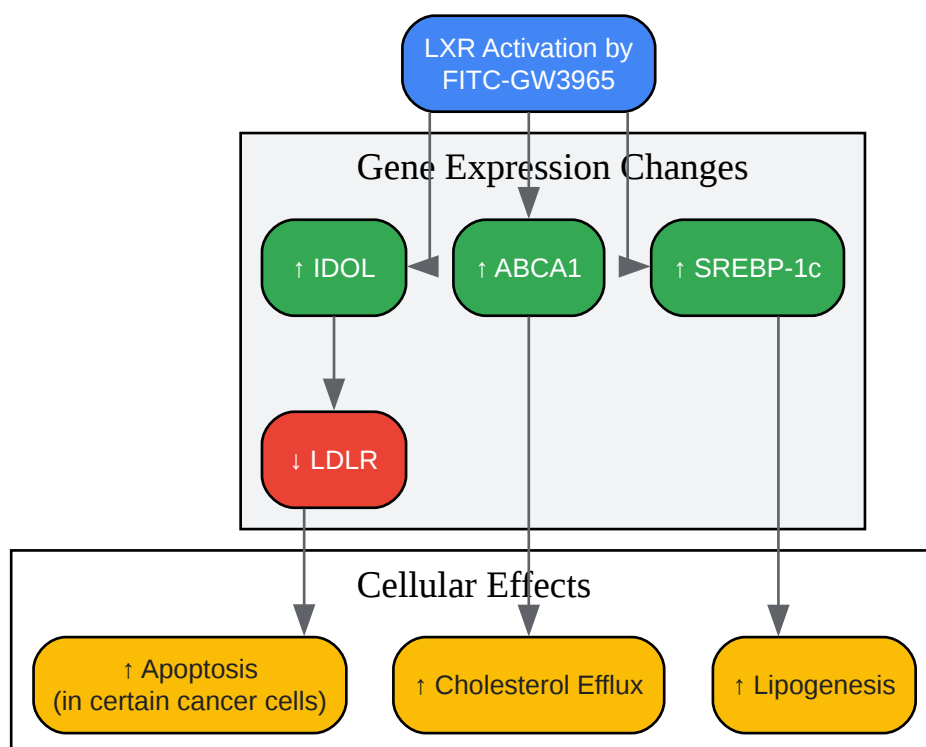 LXR Activation by
FITC-GW3965
Gene Expression Changes
↑ IDOL
↑ ABCA1
↑ SREBP-1c
↓ LDLR
Cellular Effects
↑ Apoptosis
(in certain cancer cells)
↑ Cholesterol Efflux
↑ Lipogenesis